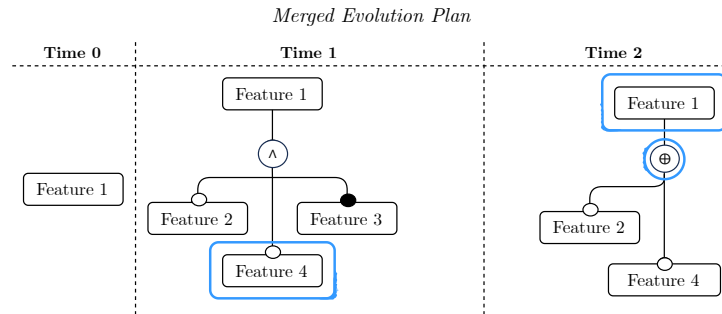 Merged Evolution Plan
Time 0
Time 1
Time 2
Feature 1
Feature 1
∧
Feature 2
Feature 3
Feature 4
Feature 1
⊕
Feature 2
Feature 4